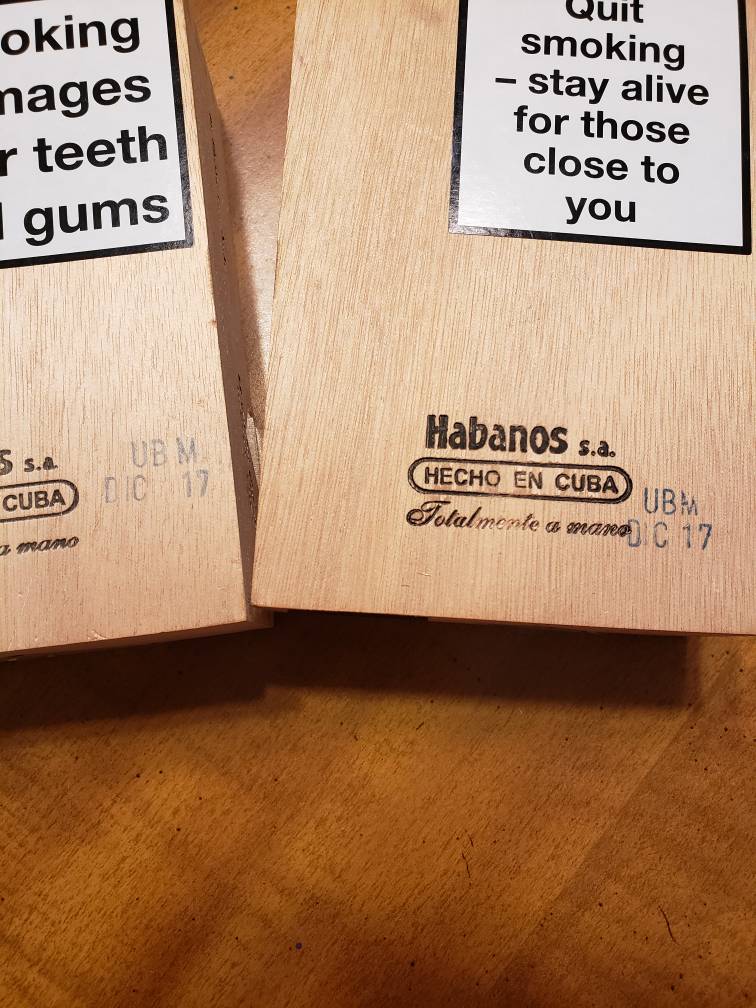 oking
mages
r teeth
gums
s.a.
CUBA
a mano
UBM
DIC 17
Quit
smoking
– stay alive
for those
close to
you
Habanos s.a.
HECHO EN CUBA
Totalmente a mano
UBM
DIC 17